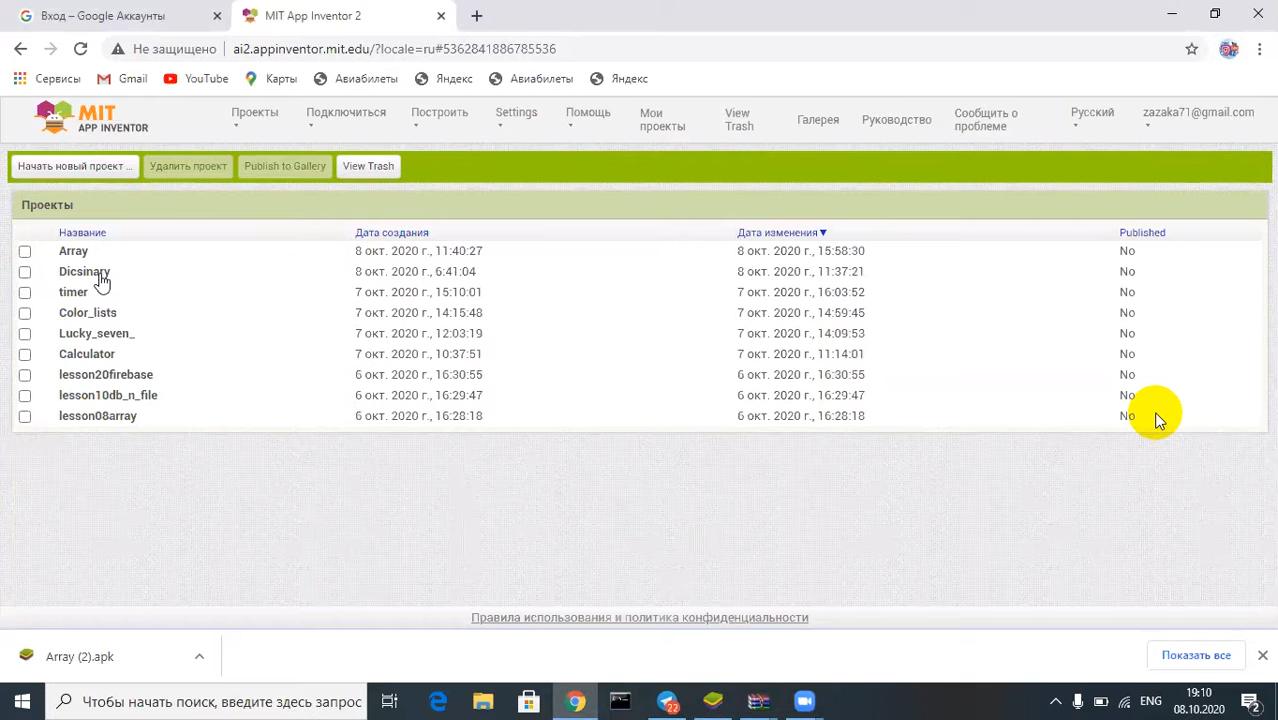 Вход – Google Аккаунты
MIT App Inventor 2
Не защищено
ai2.appinventor.mit.edu/?locale=ru#5362841886785536
Сервисы Gmail YouTube Карты Авиабилеты Яндекс Авиабилеты Яндекс
MIT
APP INVENTOR
Проекты
Подключиться
Построить
Settings
Помощь
Мои
проекты
View
Trash
Галерея
Руководство
Сообщить о
проблеме
Русский
zazaka71@gmail.com
Начать новый проект ...
Удалить проект
Publish to Gallery
View Trash
Проекты
Название Дата создания Дата изменения▼ Published
Array 8 окт. 2020 г., 11:40:27 8 окт. 2020 г., 15:58:30 No
Dicsinary 8 окт. 2020 г., 6:41:04 8 окт. 2020 г., 11:37:21 No
timer 7 окт. 2020 г., 15:10:01 7 окт. 2020 г., 16:03:52 No
Color_lists 7 окт. 2020 г., 14:15:48 7 окт. 2020 г., 14:59:45 No
Lucky_seven_ 7 окт. 2020 г., 12:03:19 7 окт. 2020 г., 14:09:53 No
Calculator 7 окт. 2020 г., 10:37:51 7 окт. 2020 г., 11:14:01 No
lesson20firebase 6 окт. 2020 г., 16:30:55 6 окт. 2020 г., 16:30:55 No
lesson10db_n_file 6 окт. 2020 г., 16:29:47 6 окт. 2020 г., 16:29:47 No
lesson08array 6 окт. 2020 г., 16:28:18 6 окт. 2020 г., 16:28:18 No
Правила использования и политика конфиденциальности
Array (2).apk
Показать все
Чтобы начать поиск, введите здесь запрос
22
ENG
19:10
08.10.2020
2